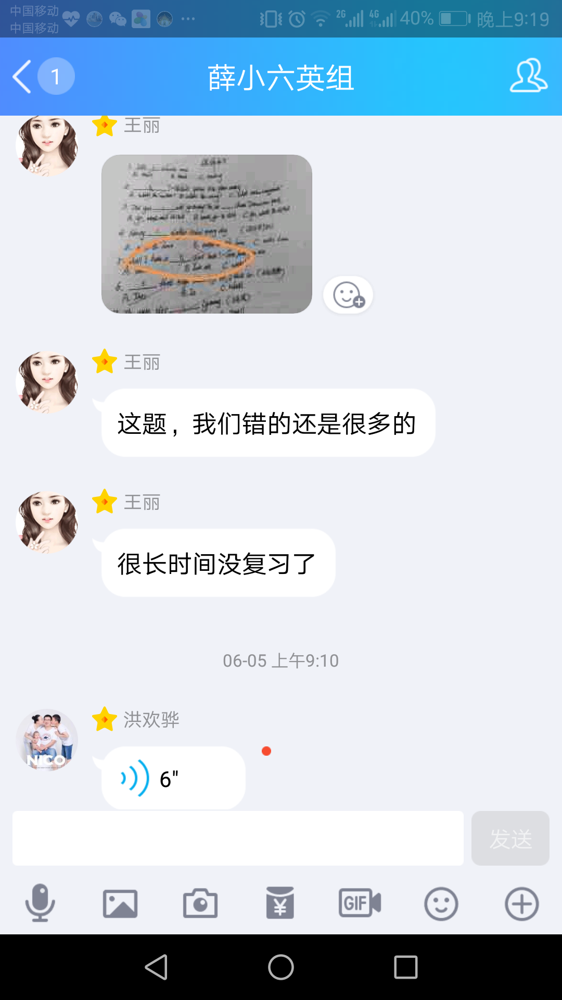 中国移动
中国移动
2G
4G
40%
晚上9:19
1
薛小六英组
王丽
王丽
这题，我们错的还是很多的
王丽
很长时间没复习了
06-05 上午9:10
洪欢骅
NICO
6"
发送
¥
GIF